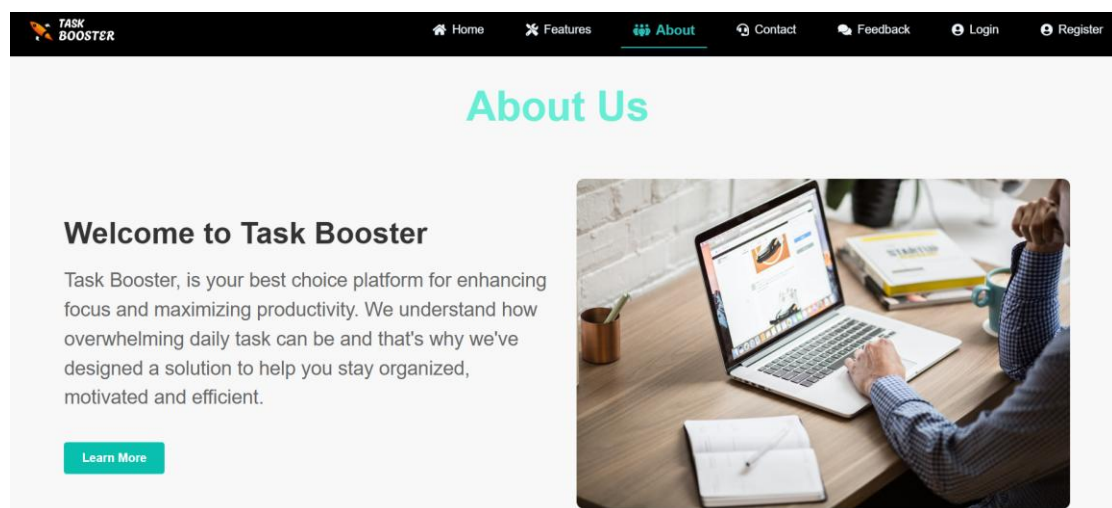 TASK
BOOSTER
Home Features About Contact Feedback Login Register
About Us
Welcome to Task Booster
Task Booster, is your best choice platform for enhancing
focus and maximizing productivity. We understand how
overwhelming daily task can be and that's why we've
designed a solution to help you stay organized,
motivated and efficient.
Learn More
STARTUP